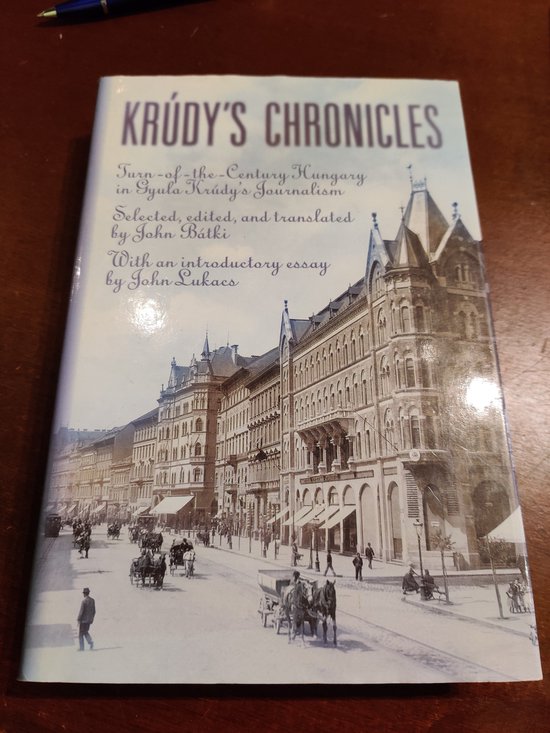 KRÚDY'S CHRONICLES
Turn-of-the-Century Hungary
in Gyula Krúdy's Journalism
Selected, edited, and translated
by John Bátki
With an introductory essay
by John Lukacs